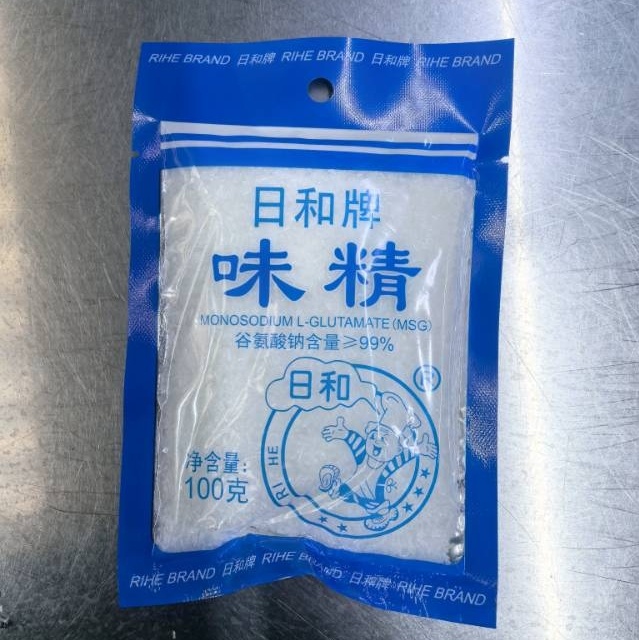 RIHE BRAND 日和牌 RIHE BRAND 日和牌 RIHE BRAND
日和牌
味精
MONOSODIUM L-GLUTAMATE(MSG)
谷氨酸钠含量≥99%
日和
®
RI HE
净含量:
100克
RIHE BRAND 日和牌 RIHE BRAND 日和牌 RIHE BRAND